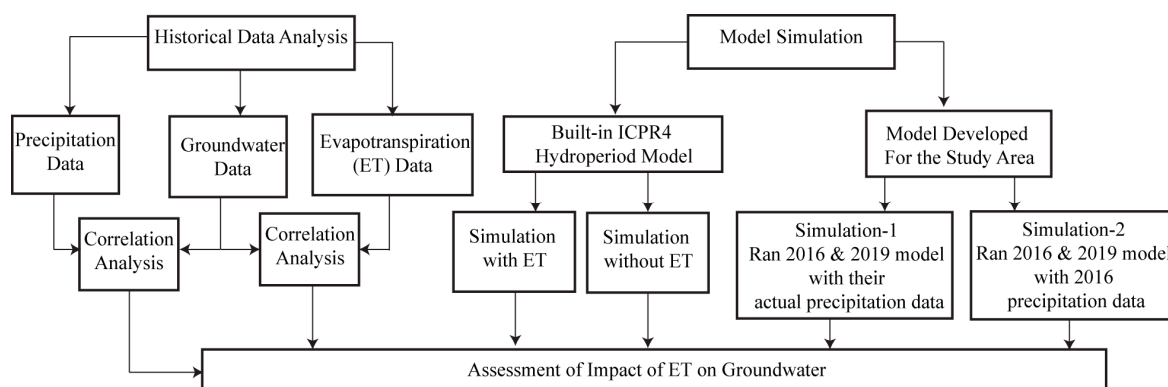 Historical Data Analysis
Model Simulation
Precipitation
Data
Groundwater
Data
Evapotranspiration
(ET) Data
Built-in ICPR4
Hydroperiod Model
Model Developed
For the Study Area
Correlation
Analysis
Correlation
Analysis
Simulation
with ET
Simulation
without ET
Simulation-1
Ran 2016 & 2019 model
with their
actual precipitation data
Simulation-2
Ran 2016 & 2019 model
with 2016
precipitation data
Assessment of Impact of ET on Groundwater